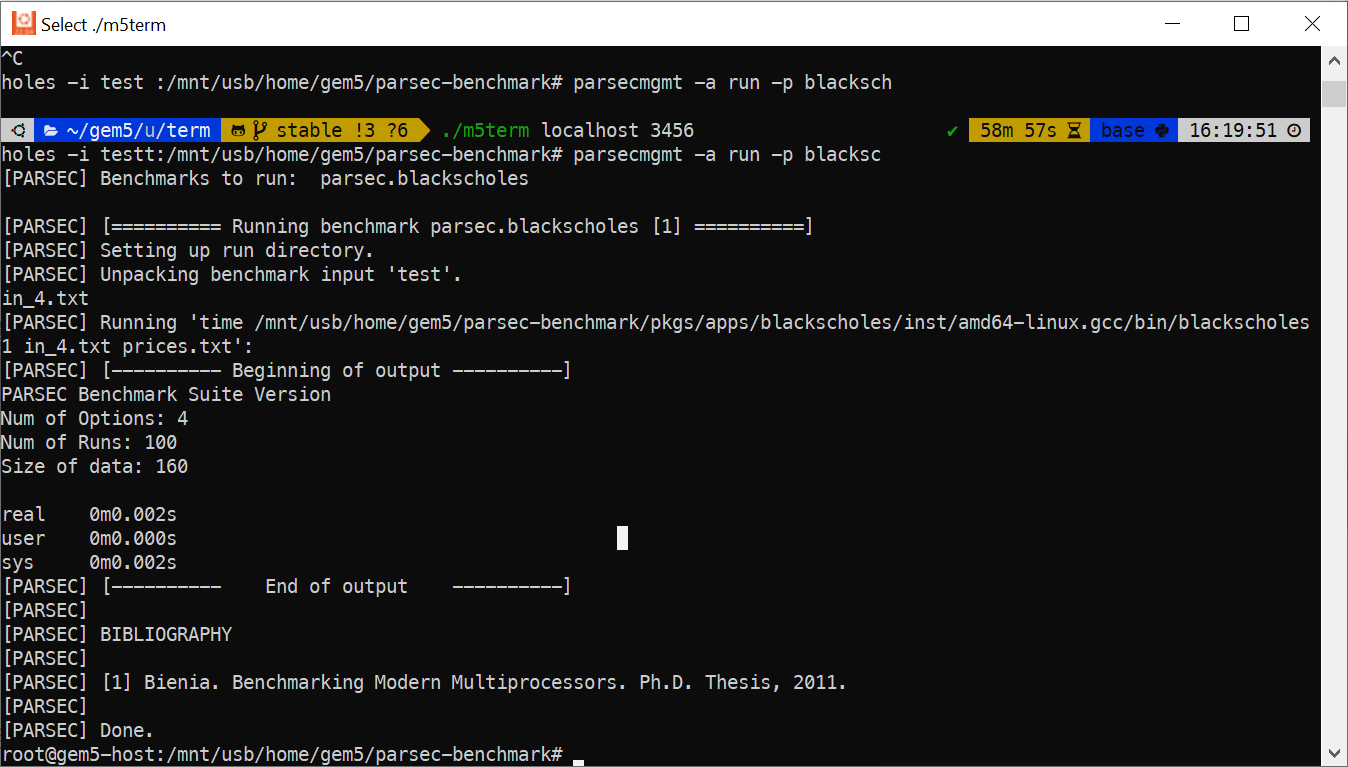 Select ./m5term
^C
holes -i test :/mnt/usb/home/gem5/parsec-benchmark# parsecmgmt -a run -p blacksch
~/gem5/u/term stable !3 ?6 ./m5term localhost 3456 ✔ 58m 57s base 16:19:51
holes -i testt:/mnt/usb/home/gem5/parsec-benchmark# parsecmgmt -a run -p blacksc
[PARSEC] Benchmarks to run:  parsec.blackscholes
[PARSEC] [========== Running benchmark parsec.blackscholes [1] ==========]
[PARSEC] Setting up run directory.
[PARSEC] Unpacking benchmark input 'test'.
in_4.txt
[PARSEC] Running 'time /mnt/usb/home/gem5/parsec-benchmark/pkgs/apps/blackscholes/inst/amd64-linux.gcc/bin/blackscholes
1 in_4.txt prices.txt':
[PARSEC] [---------- Beginning of output ----------]
PARSEC Benchmark Suite Version
Num of Options: 4
Num of Runs: 100
Size of data: 160
real    0m0.002s
user    0m0.000s
sys     0m0.002s
[PARSEC] [----------    End of output    ----------]
[PARSEC]
[PARSEC] BIBLIOGRAPHY
[PARSEC]
[PARSEC] [1] Bienia. Benchmarking Modern Multiprocessors. Ph.D. Thesis, 2011.
[PARSEC]
[PARSEC] Done.
root@gem5-host:/mnt/usb/home/gem5/parsec-benchmark#